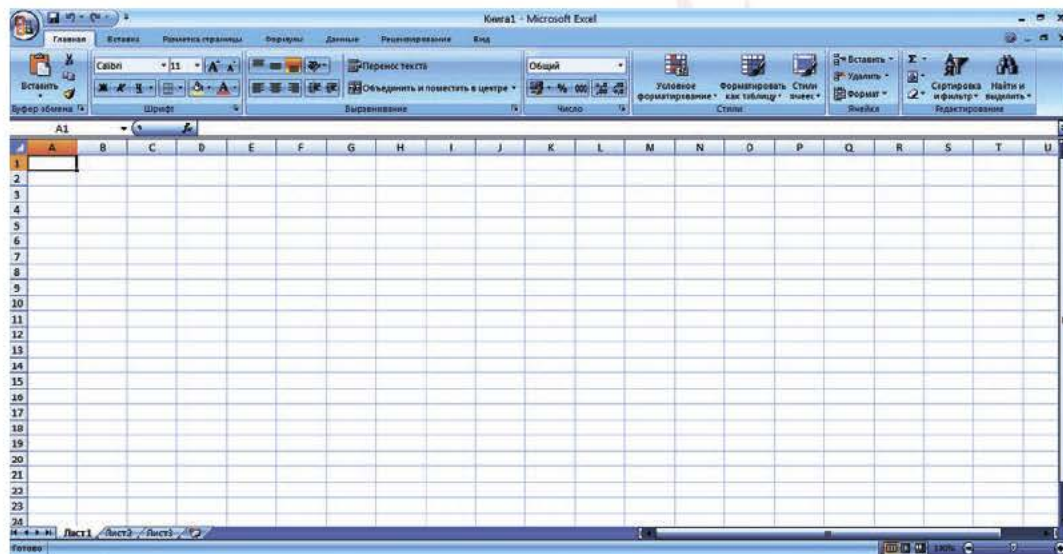 Книга1 - Microsoft Excel
Главная Вставка Разметка страницы Формулы Данные Рецензирование Вид
Вставить
Calibri 11
Ж К Ч
Перенос текста
Объединить и поместить в центре
Общий
% 000
Условное форматирование
Форматировать как таблицу
Стили ячеек
Вставить
Удалить
Формат
Σ
Сортировка и фильтр
Найти и выделить
Буфер обмена Шрифт Выравнивание Число Стили Ячейки Редактирование
A1 fx
A B C D E F G H I J K L M N O P Q R S T U
1
2
3
4
5
6
7
8
9
10
11
12
13
14
15
16
17
18
19
20
21
22
23
24
Лист1 Лист2 Лист3
Готово 100%